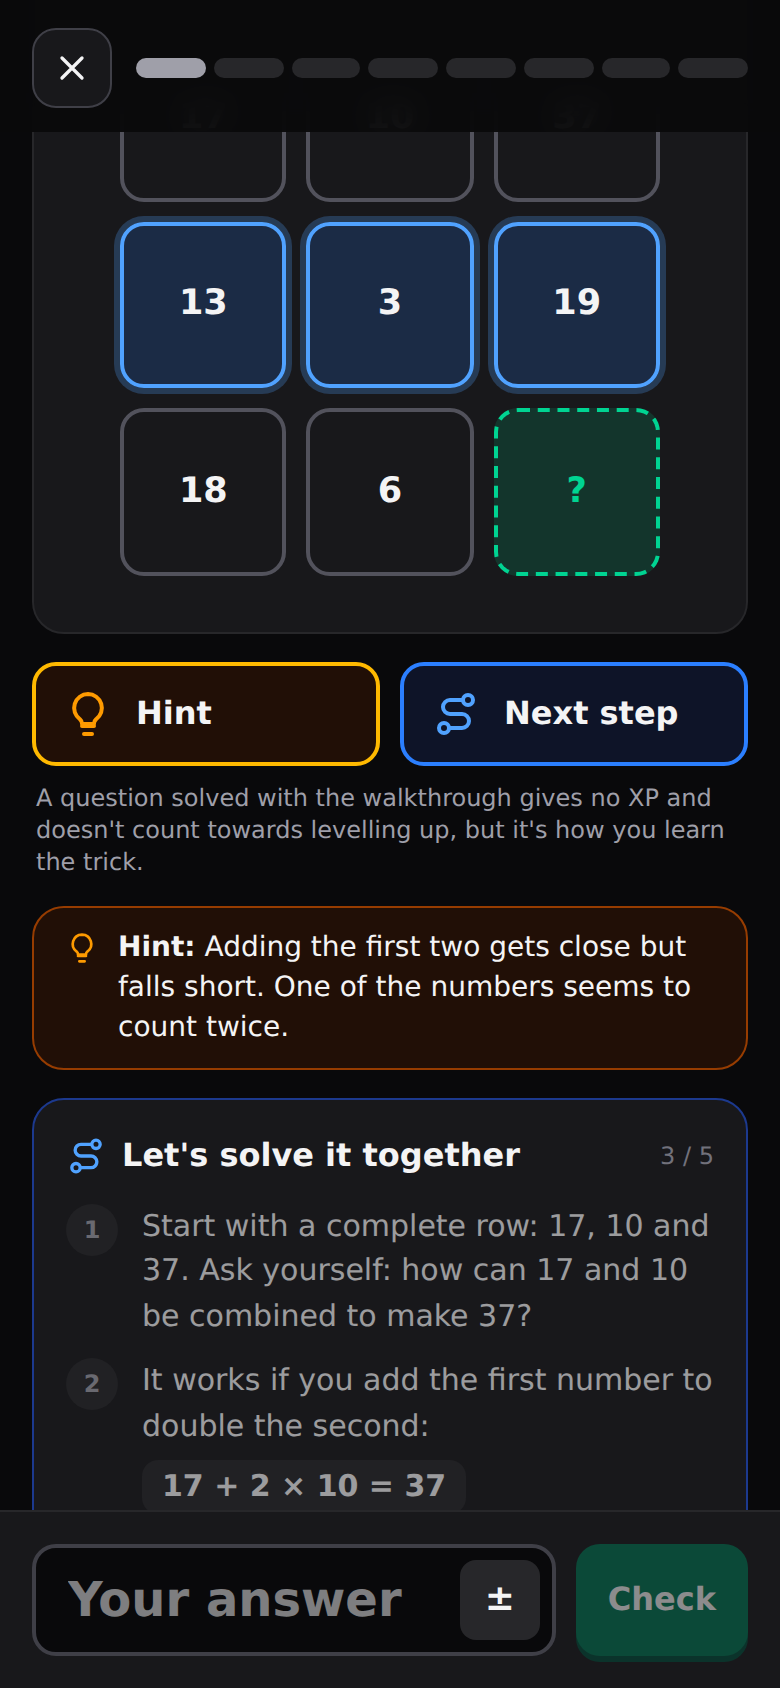 17 10 37
13 3 19
18 6 ?
Hint Next step
A question solved with the walkthrough gives no XP and
doesn't count towards levelling up, but it's how you learn
the trick.
Hint: Adding the first two gets close but
falls short. One of the numbers seems to
count twice.
Let's solve it together 3 / 5
1 Start with a complete row: 17, 10 and
37. Ask yourself: how can 17 and 10
be combined to make 37?
2 It works if you add the first number to
double the second:
17 + 2 × 10 = 37
Your answer ± Check